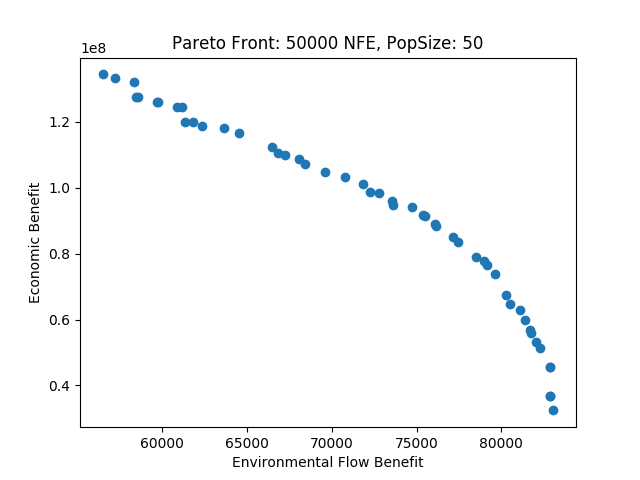 Pareto Front: 50000 NFE, PopSize: 50
1e8
1.2
1.0
0.8
0.6
0.4
Economic Benefit
60000 65000 70000 75000 80000
Environmental Flow Benefit